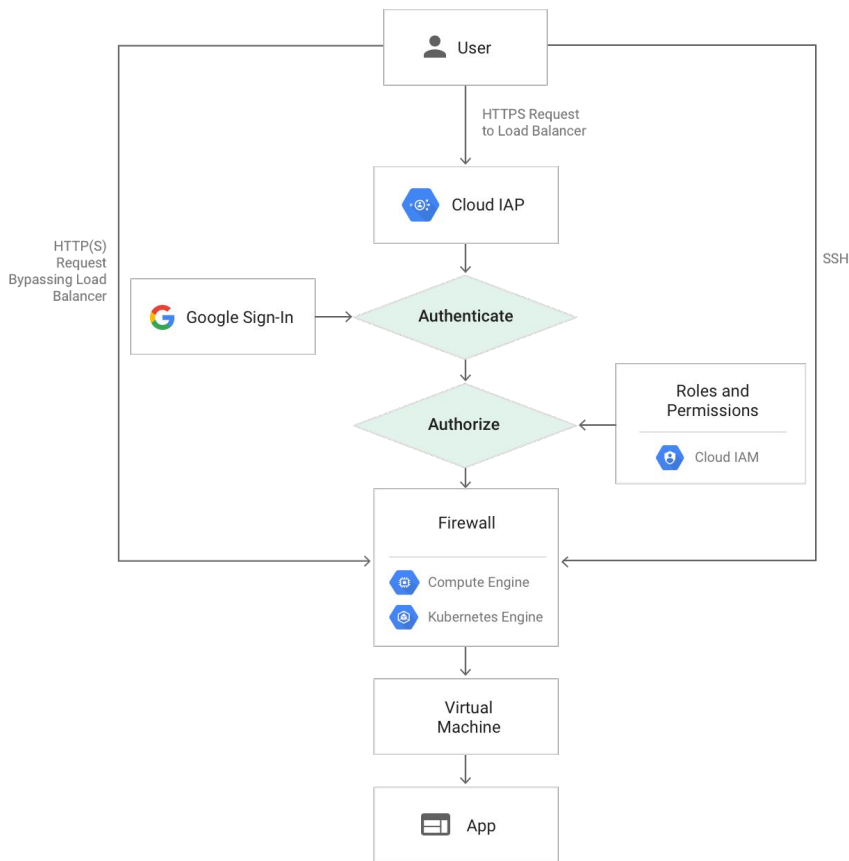 User
HTTPS Request
to Load Balancer
Cloud IAP
HTTP(S)
Request
Bypassing Load
Balancer
SSH
Google Sign-In
Authenticate
Roles and
Permissions
Cloud IAM
Authorize
Firewall
Compute Engine
Kubernetes Engine
Virtual
Machine
App